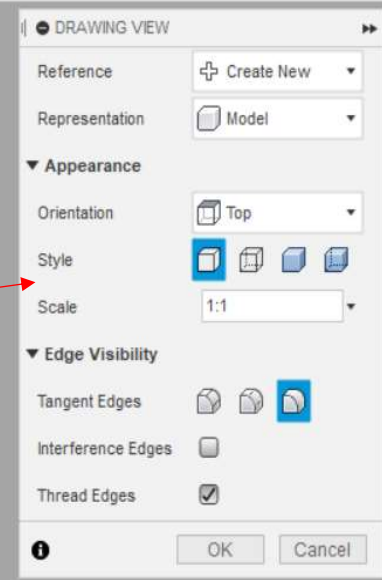 DRAWING VIEW
Reference Create New
Representation Model
Appearance
Orientation Top
Style
Scale 1:1
Edge Visibility
Tangent Edges
Interference Edges
Thread Edges
OK Cancel